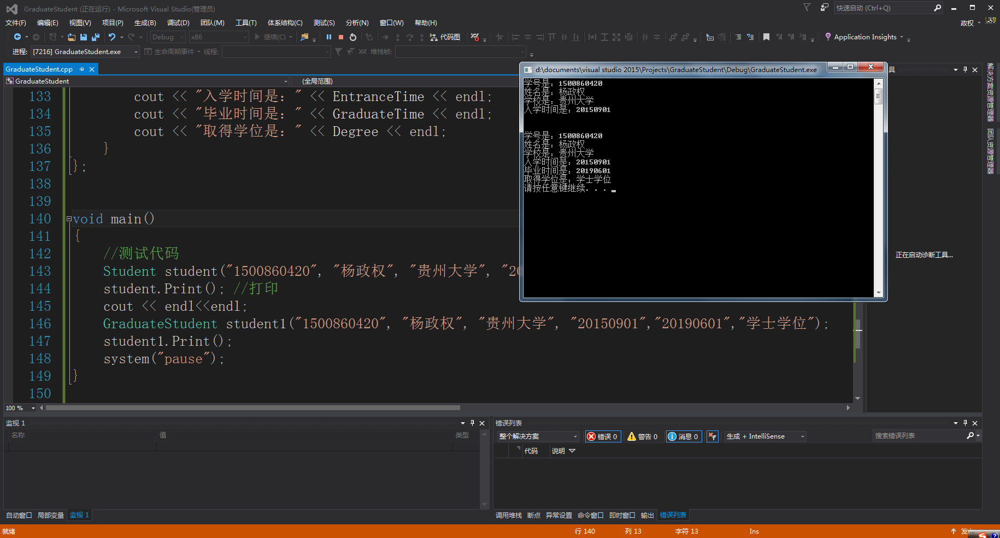 GraduateStudent (正在运行) - Microsoft Visual Studio(管理员)
快速启动 (Ctrl+Q)
文件(F) 编辑(E) 视图(V) 项目(P) 生成(B) 调试(D) 团队(M) 工具(T) 体系结构(C) 测试(S) 分析(N) 窗口(W) 帮助(H)
政权
Debug x86 继续(C) 代码图 Application Insights
进程: [7216] GraduateStudent.exe 生命周期事件 线程: 堆栈帧:
GraduateStudent.cpp
GraduateStudent (全局范围)
133 cout << "入学时间是: " << EntranceTime << endl;
134 cout << "毕业时间是: " << GraduateTime << endl;
135 cout << "取得学位是: " << Degree << endl;
136 }
137 };
138
139
140 void main()
141 {
142 //测试代码
143 Student student("1500860420", "杨政权", "贵州大学", "20
144 student.Print(); //打印
145 cout << endl<<endl;
146 GraduateStudent student1("1500860420", "杨政权", "贵州大学", "20150901","20190601","学士学位");
147 student1.Print();
148 system("pause");
149 }
150
d:\documents\visual studio 2015\Projects\GraduateStudent\Debug\GraduateStudent.exe
学号是: 1500860420
姓名是: 杨政权
学校是: 贵州大学
入学时间是: 20150901
学号是: 1500860420
姓名是: 杨政权
学校是: 贵州大学
入学时间是: 20150901
毕业时间是: 20190601
取得学位是: 学士学位
请按任意键继续. . .
具
正在启动诊断工具...
解决方案资源管理器
团队资源管理器
100 %
监视 1
名称 值 类型
自动窗口 局部变量 监视 1
错误列表
整个解决方案 错误 0 警告 0 消息 0 生成 + IntelliSense 搜索错误列表
代码 说明
调用堆栈 断点 异常设置 命令窗口 即时窗口 输出 错误列表
就绪 行 140 列 13 字符 13 Ins